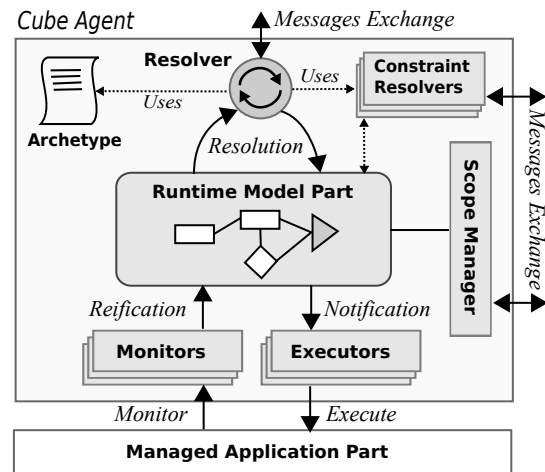 Cube Agent
Messages Exchange
Resolver
Constraint
Resolvers
Uses
Uses
Archetype
Resolution
Messages Exchange
Runtime Model Part
Scope Manager
Reification
Notification
Monitors
Executors
Monitor
Execute
Managed Application Part